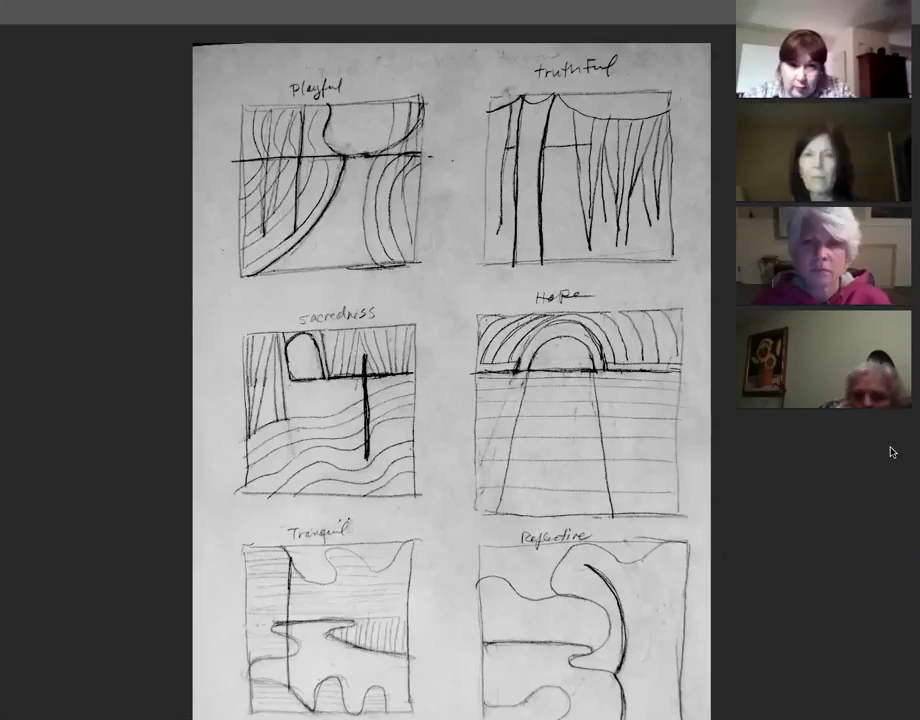 Playful
truthful
sacredness
Hope
Tranquil
Reflective